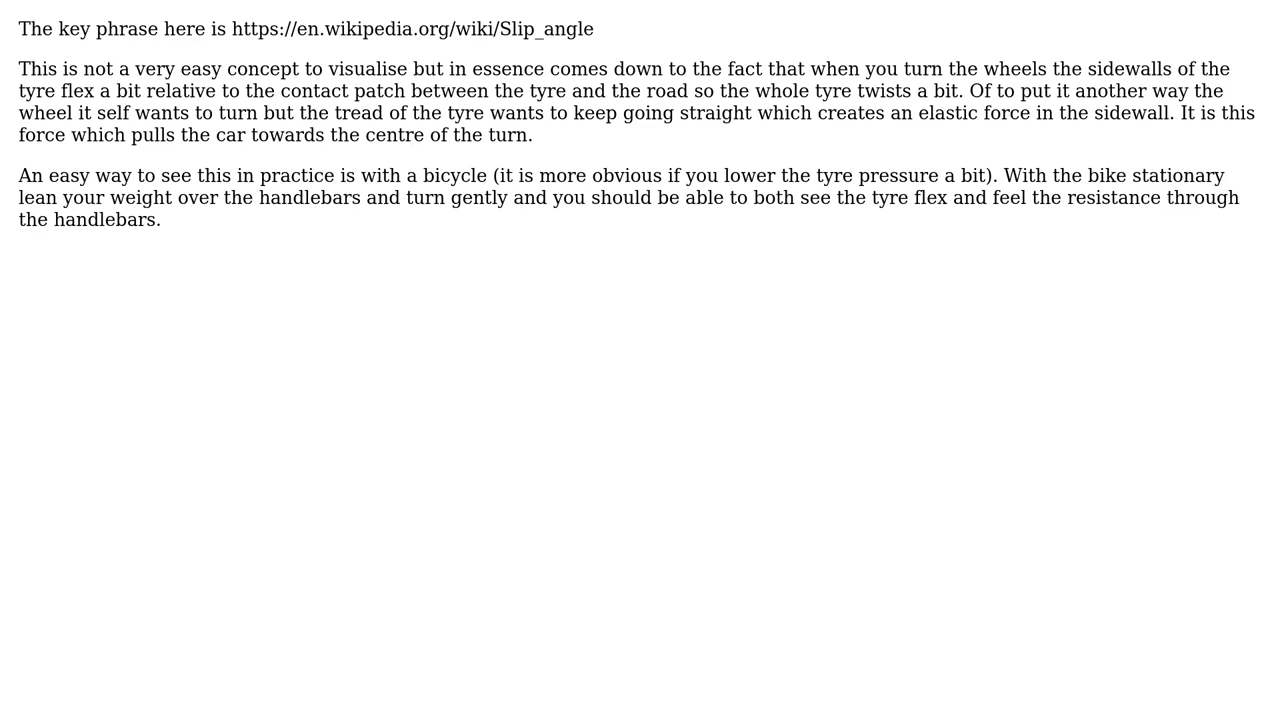 The key phrase here is https://en.wikipedia.org/wiki/Slip_angle
This is not a very easy concept to visualise but in essence comes down to the fact that when you turn the wheels the sidewalls of the
tyre flex a bit relative to the contact patch between the tyre and the road so the whole tyre twists a bit. Of to put it another way the
wheel it self wants to turn but the tread of the tyre wants to keep going straight which creates an elastic force in the sidewall. It is this
force which pulls the car towards the centre of the turn.
An easy way to see this in practice is with a bicycle (it is more obvious if you lower the tyre pressure a bit). With the bike stationary
lean your weight over the handlebars and turn gently and you should be able to both see the tyre flex and feel the resistance through
the handlebars.